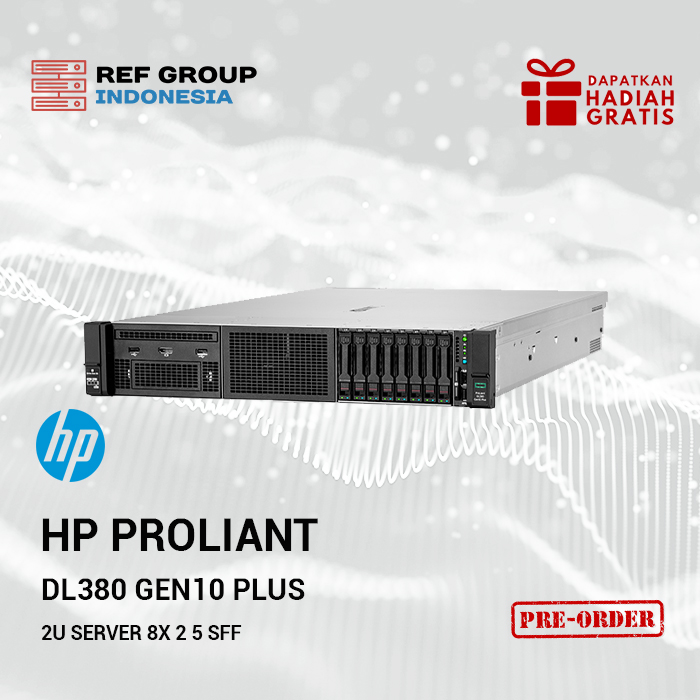 REF GROUP
INDONESIA
DAPATKAN
HADIAH
GRATIS
hp
HP PROLIANT
DL380 GEN10 PLUS
2U SERVER 8X 2 5 SFF
PRE-ORDER